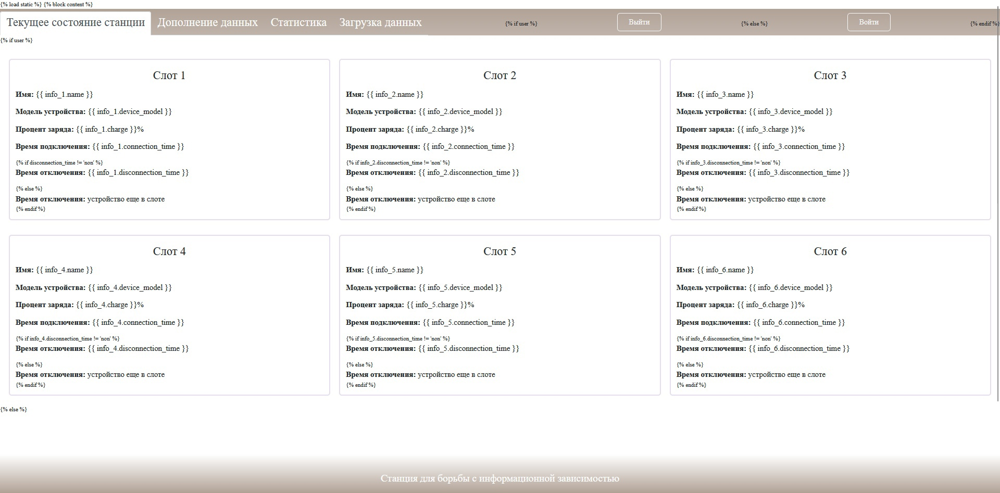 {% load static %} {% block content %}
Текущее состояние станции Дополнение данных Статистика Загрузка данных {% if user %} Выйти {% else %} Войти {% endif %}
{% if user %}
Слот 1
Имя: {{ info_1.name }}
Модель устройства: {{ info_1.device_model }}
Процент заряда: {{ info_1.charge }}%
Время подключения: {{ info_1.connection_time }}
{% if disconnection_time != 'non' %}
Время отключения: {{ info_1.disconnection_time }}
{% else %}
Время отключения: устройство еще в слоте
{% endif %}
Слот 2
Имя: {{ info_2.name }}
Модель устройства: {{ info_2.device_model }}
Процент заряда: {{ info_2.charge }}%
Время подключения: {{ info_2.connection_time }}
{% if info_2.disconnection_time != 'non' %}
Время отключения: {{ info_2.disconnection_time }}
{% else %}
Время отключения: устройство еще в слоте
{% endif %}
Слот 3
Имя: {{ info_3.name }}
Модель устройства: {{ info_3.device_model }}
Процент заряда: {{ info_3.charge }}%
Время подключения: {{ info_3.connection_time }}
{% if info_3.disconnection_time != 'non' %}
Время отключения: {{ info_3.disconnection_time }}
{% else %}
Время отключения: устройство еще в слоте
{% endif %}
Слот 4
Имя: {{ info_4.name }}
Модель устройства: {{ info_4.device_model }}
Процент заряда: {{ info_4.charge }}%
Время подключения: {{ info_4.connection_time }}
{% if info_4.disconnection_time != 'non' %}
Время отключения: {{ info_4.disconnection_time }}
{% else %}
Время отключения: устройство еще в слоте
{% endif %}
Слот 5
Имя: {{ info_5.name }}
Модель устройства: {{ info_5.device_model }}
Процент заряда: {{ info_5.charge }}%
Время подключения: {{ info_5.connection_time }}
{% if info_5.disconnection_time != 'non' %}
Время отключения: {{ info_5.disconnection_time }}
{% else %}
Время отключения: устройство еще в слоте
{% endif %}
Слот 6
Имя: {{ info_6.name }}
Модель устройства: {{ info_6.device_model }}
Процент заряда: {{ info_6.charge }}%
Время подключения: {{ info_6.connection_time }}
{% if info_6.disconnection_time != 'non' %}
Время отключения: {{ info_6.disconnection_time }}
{% else %}
Время отключения: устройство еще в слоте
{% endif %}
{% else %}
Станция для борьбы с информационной зависимостью